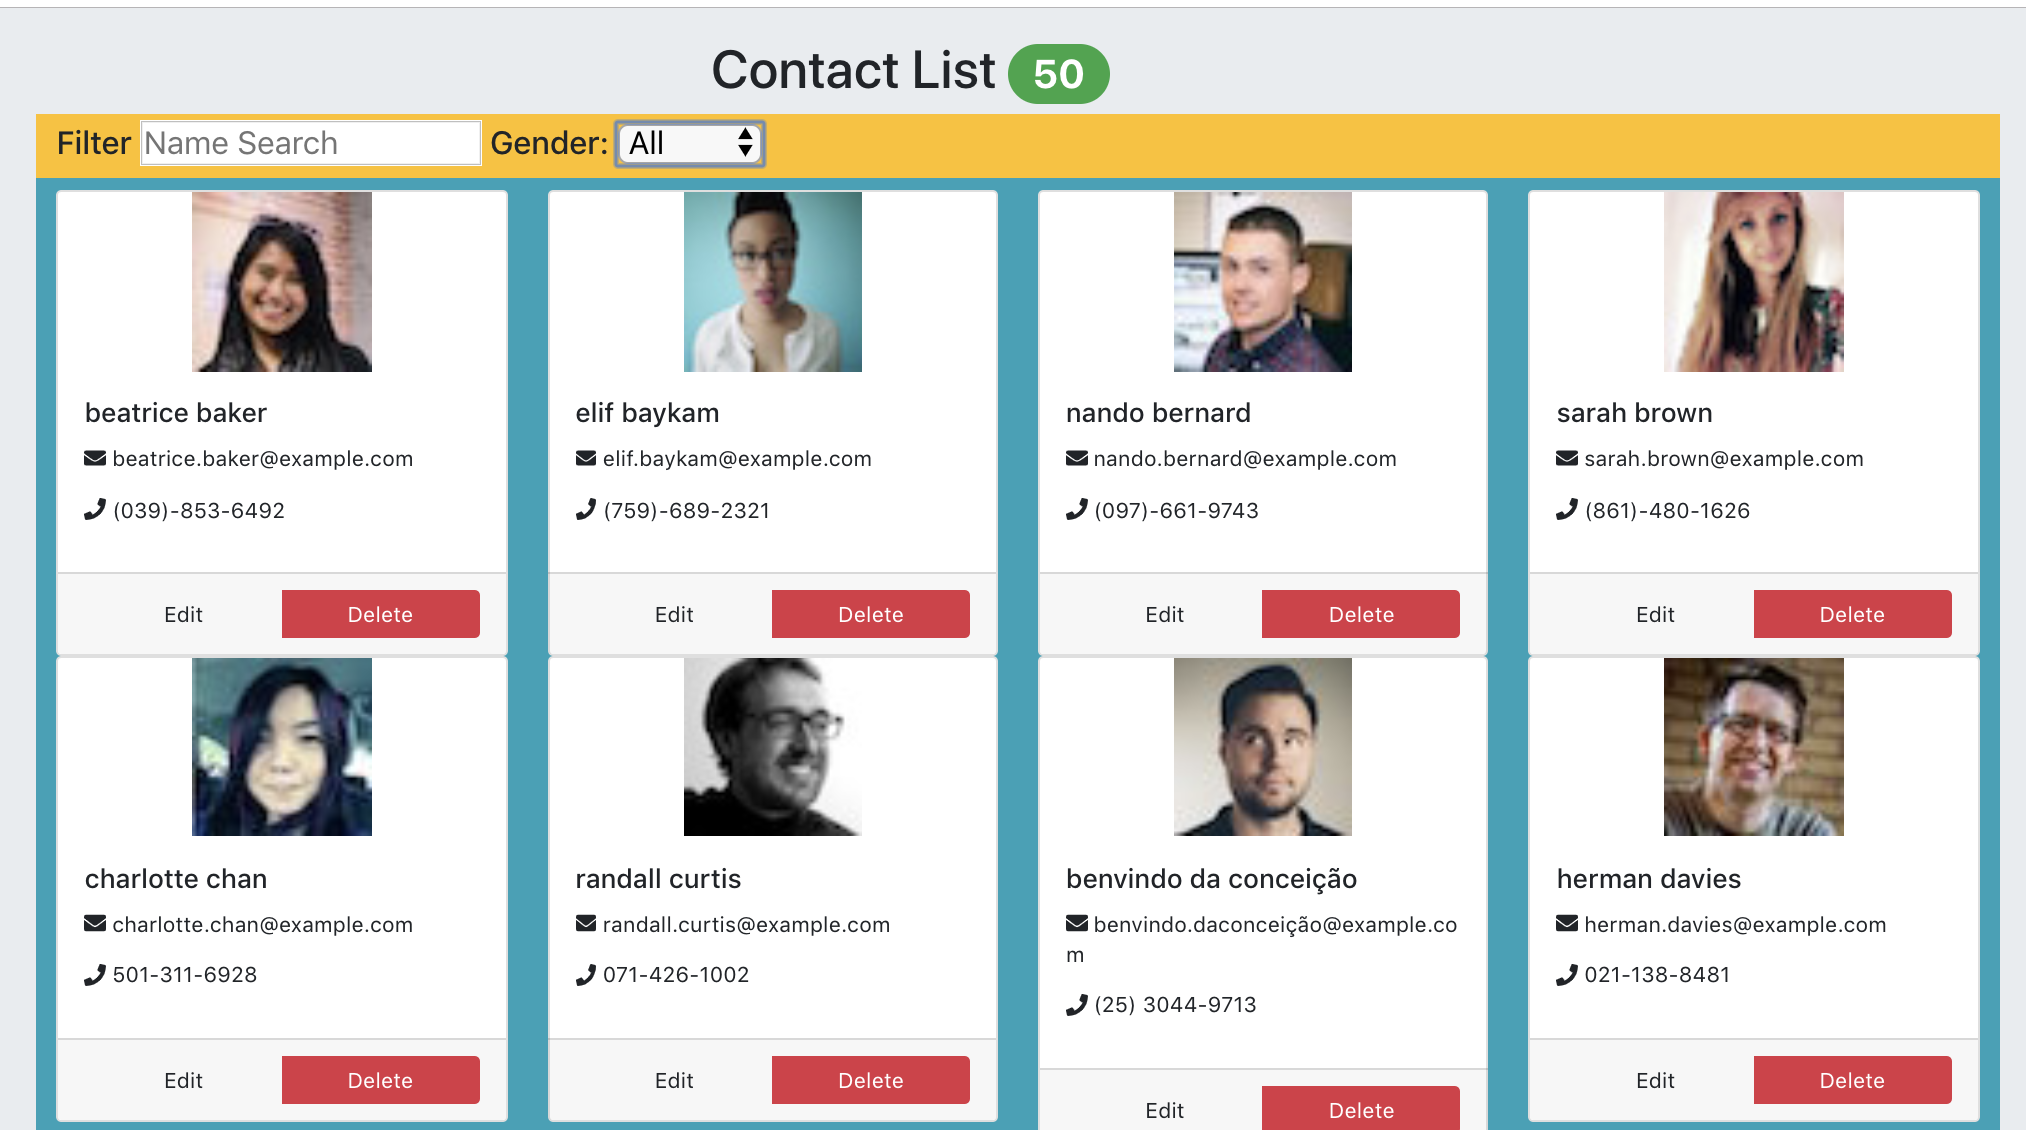 Contact List 50
Filter Name Search Gender: All
beatrice baker
beatrice.baker@example.com
(039)-853-6492
Edit Delete
elif baykam
elif.baykam@example.com
(759)-689-2321
Edit Delete
nando bernard
nando.bernard@example.com
(097)-661-9743
Edit Delete
sarah brown
sarah.brown@example.com
(861)-480-1626
Edit Delete
charlotte chan
charlotte.chan@example.com
501-311-6928
Edit Delete
randall curtis
randall.curtis@example.com
071-426-1002
Edit Delete
benvindo da conceição
benvindo.daconceição@example.co
m
(25) 3044-9713
Edit Delete
herman davies
herman.davies@example.com
021-138-8481
Edit Delete